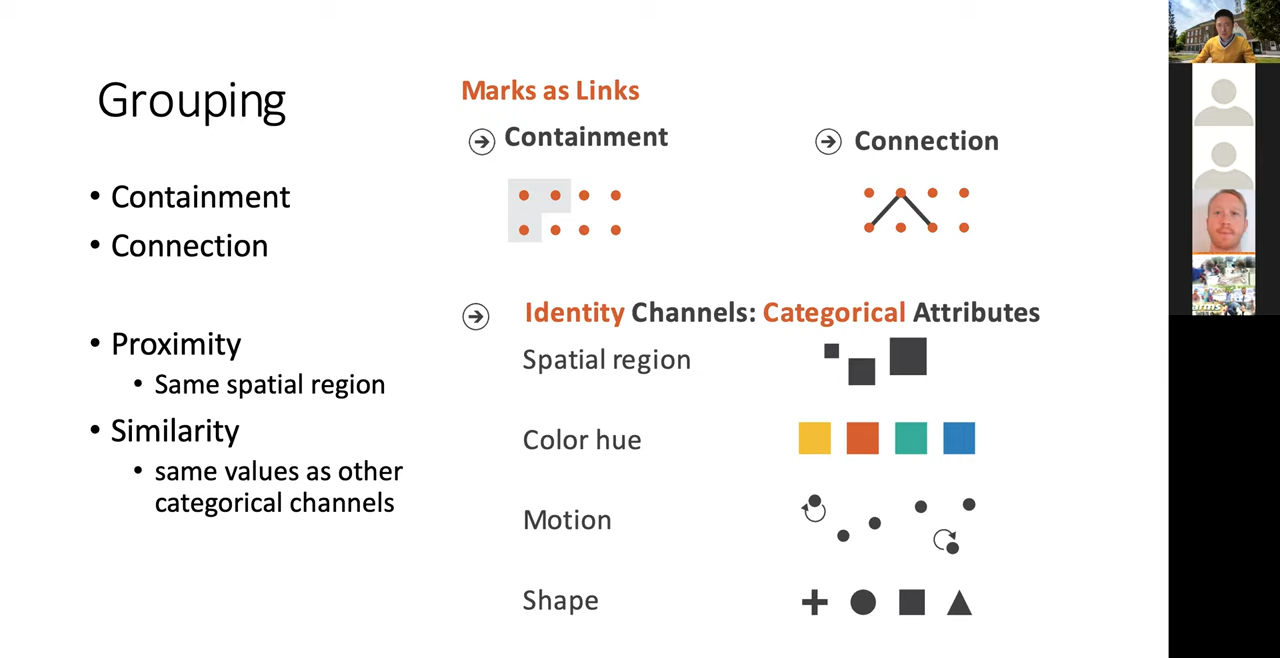 Grouping
• Containment
• Connection
• Proximity
• Same spatial region
• Similarity
• same values as other
categorical channels
Marks as Links
Containment
Connection
Identity Channels: Categorical Attributes
Spatial region
Color hue
Motion
Shape